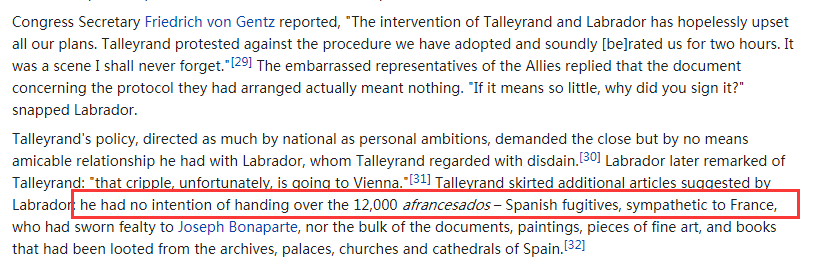 Congress Secretary Friedrich von Gentz reported, "The intervention of Talleyrand and Labrador has hopelessly upset
all our plans. Talleyrand protested against the procedure we have adopted and soundly [be]rated us for two hours. It
was a scene I shall never forget."[29] The embarrassed representatives of the Allies replied that the document
concerning the protocol they had arranged actually meant nothing. "If it means so little, why did you sign it?"
snapped Labrador.
Talleyrand's policy, directed as much by national as personal ambitions, demanded the close but by no means
amicable relationship he had with Labrador, whom Talleyrand regarded with disdain.[30] Labrador later remarked of
Talleyrand: "that cripple, unfortunately, is going to Vienna."[31] Talleyrand skirted additional articles suggested by
Labrador: he had no intention of handing over the 12,000 afrancesados – Spanish fugitives, sympathetic to France,
who had sworn fealty to Joseph Bonaparte, nor the bulk of the documents, paintings, pieces of fine art, and books
that had been looted from the archives, palaces, churches and cathedrals of Spain.[32]